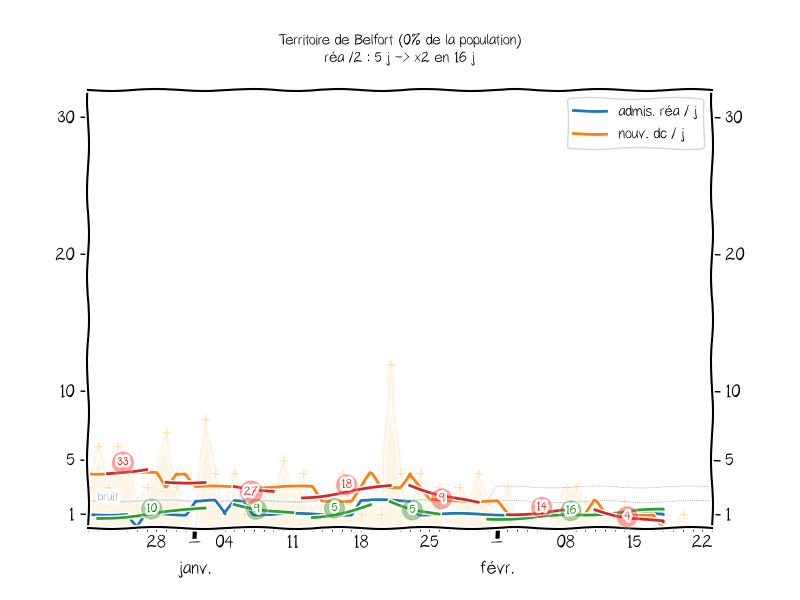 Territoire de Belfort (0% de la population)
réa /2 : 5 j -> x2 en 16 j
admis. réa / j
nouv. dc / j
30 30
20 20
10 10
5 5
1 1
bruit
33 10 27 9 18 5 5 9 14 16 4
28 04 11 18 25 08 15 22
janv. févr.